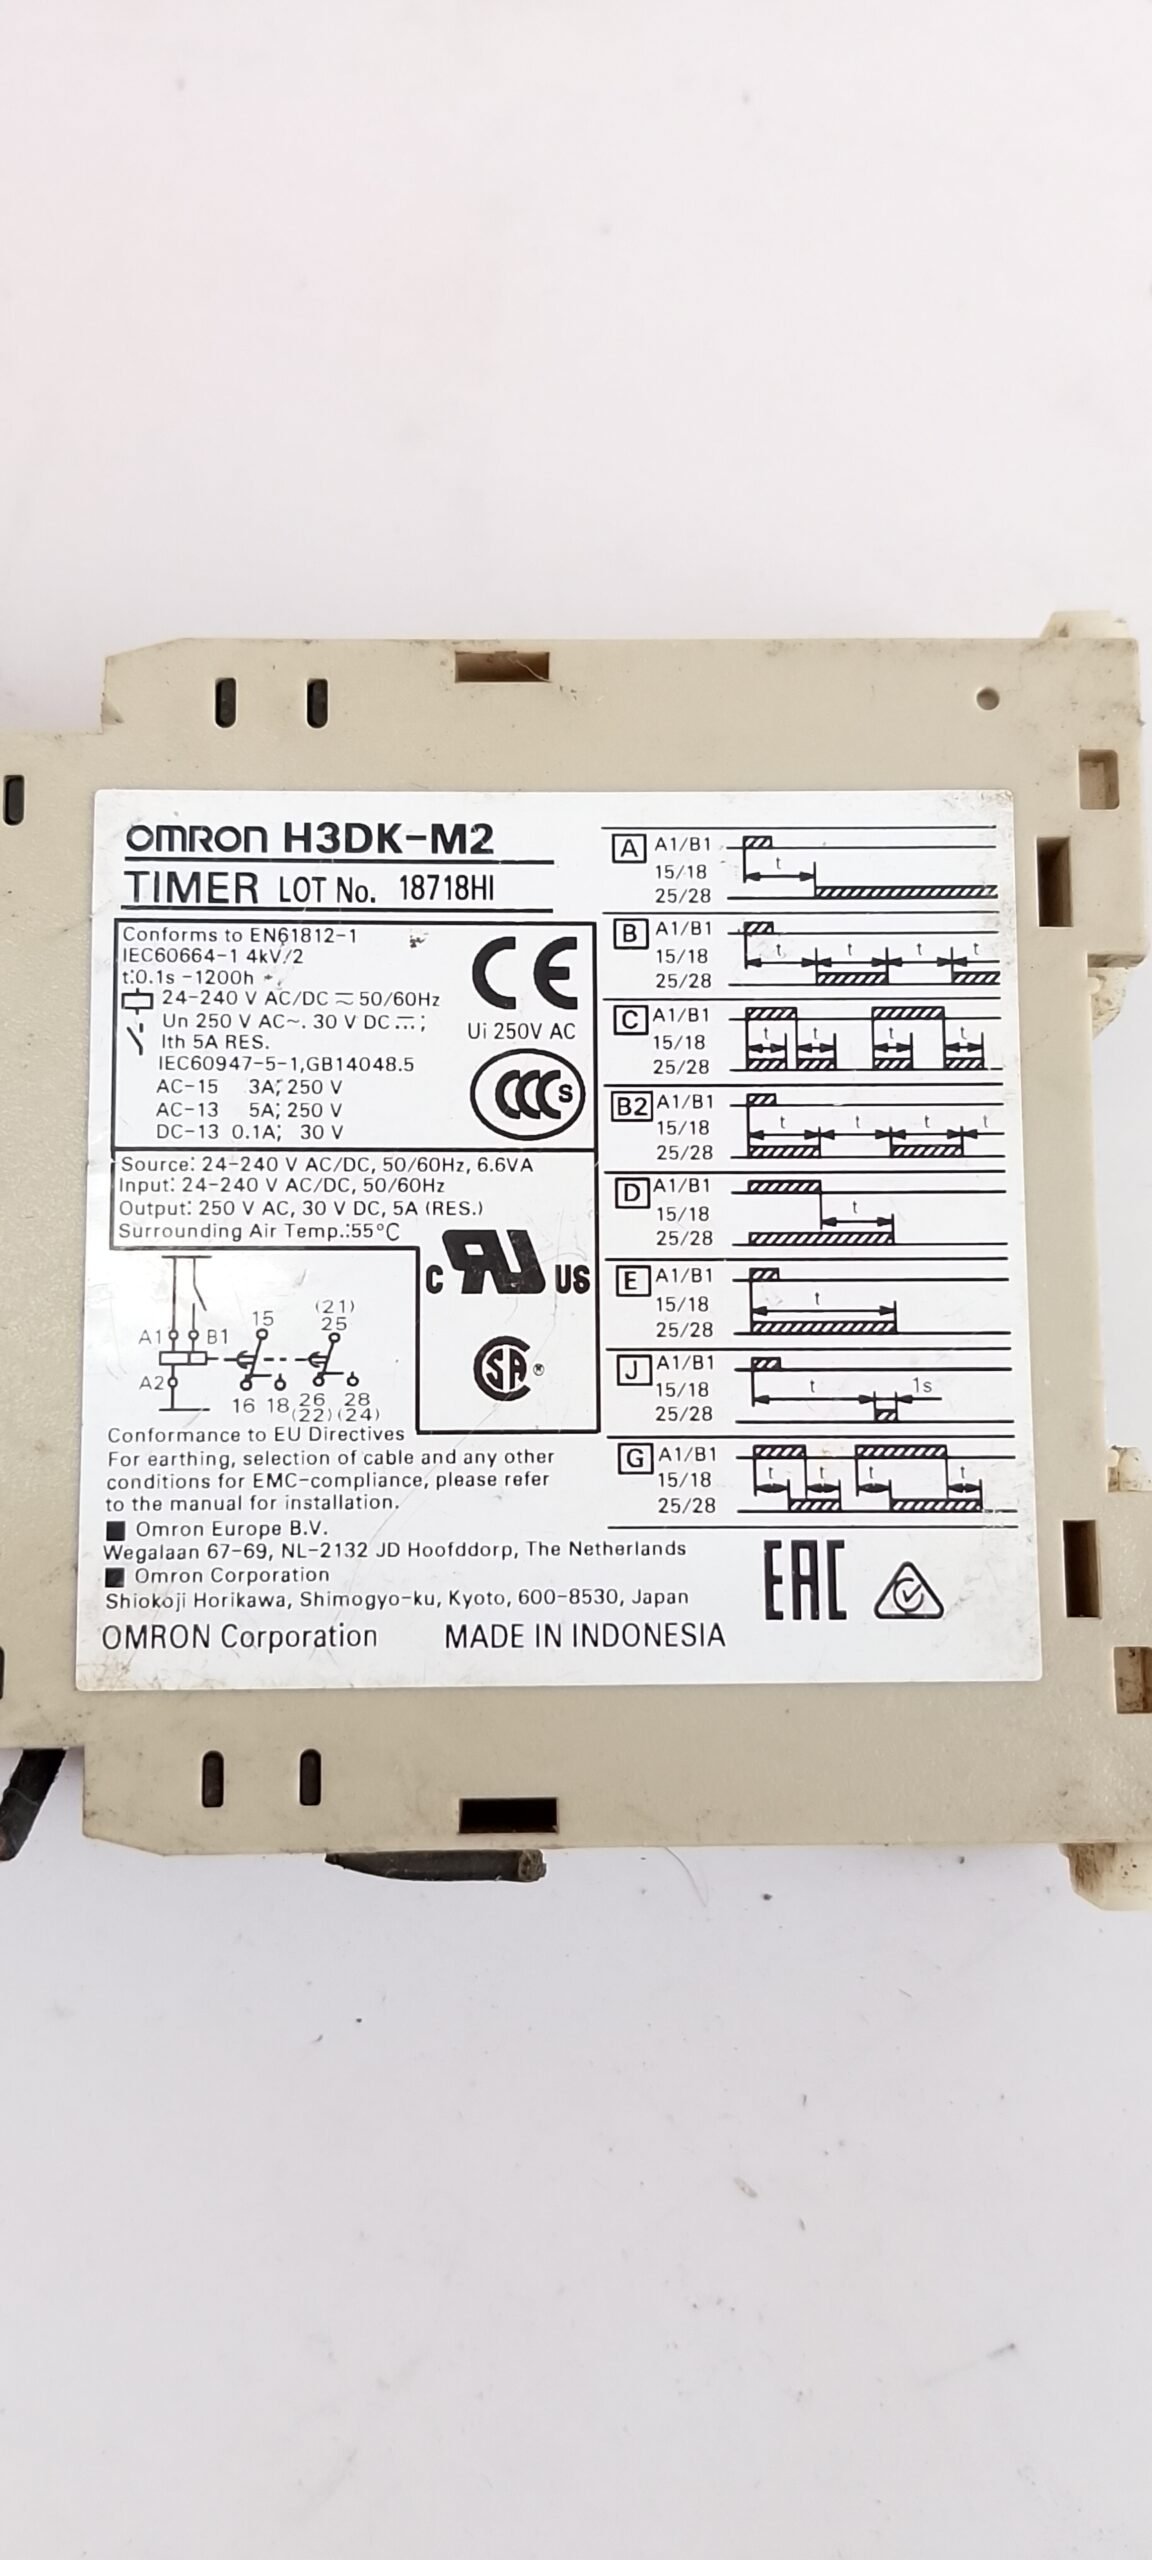 OMRON H3DK-M2
TIMER LOT No. 18718HI
Conforms to EN61812-1
IEC60664-1 4kV/2
t:0.1s -1200h
24-240 V AC/DC ≂ 50/60Hz
Un 250 V AC~. 30 V DC ⎓;
Ith 5A RES.
IEC60947-5-1,GB14048.5
AC-15 3A; 250 V
AC-13 5A; 250 V
DC-13 0.1A; 30 V
CE
Ui 250V AC
CCC S
Source: 24-240 V AC/DC, 50/60Hz, 6.6VA
Input: 24-240 V AC/DC, 50/60Hz
Output: 250 V AC, 30 V DC, 5A (RES.)
Surrounding Air Temp.:55°C
C RU US
SA ®
(21)
15 25
A1 B1
A2
16 18 26 28
(22) (24)
Conformance to EU Directives
For earthing, selection of cable and any other
conditions for EMC-compliance, please refer
to the manual for installation.
■ Omron Europe B.V.
Wegalaan 67-69, NL-2132 JD Hoofddorp, The Netherlands
■ Omron Corporation
Shiokoji Horikawa, Shimogyo-ku, Kyoto, 600-8530, Japan
OMRON Corporation MADE IN INDONESIA
A A1/B1
15/18 t
25/28
B A1/B1
15/18 t t t t
25/28
C A1/B1
15/18 t t t t
25/28
B2 A1/B1
15/18 t t t t
25/28
D A1/B1
15/18 t
25/28
E A1/B1
15/18 t
25/28
J A1/B1
15/18 t 1s
25/28
G A1/B1
15/18 t t t t
25/28
EAC